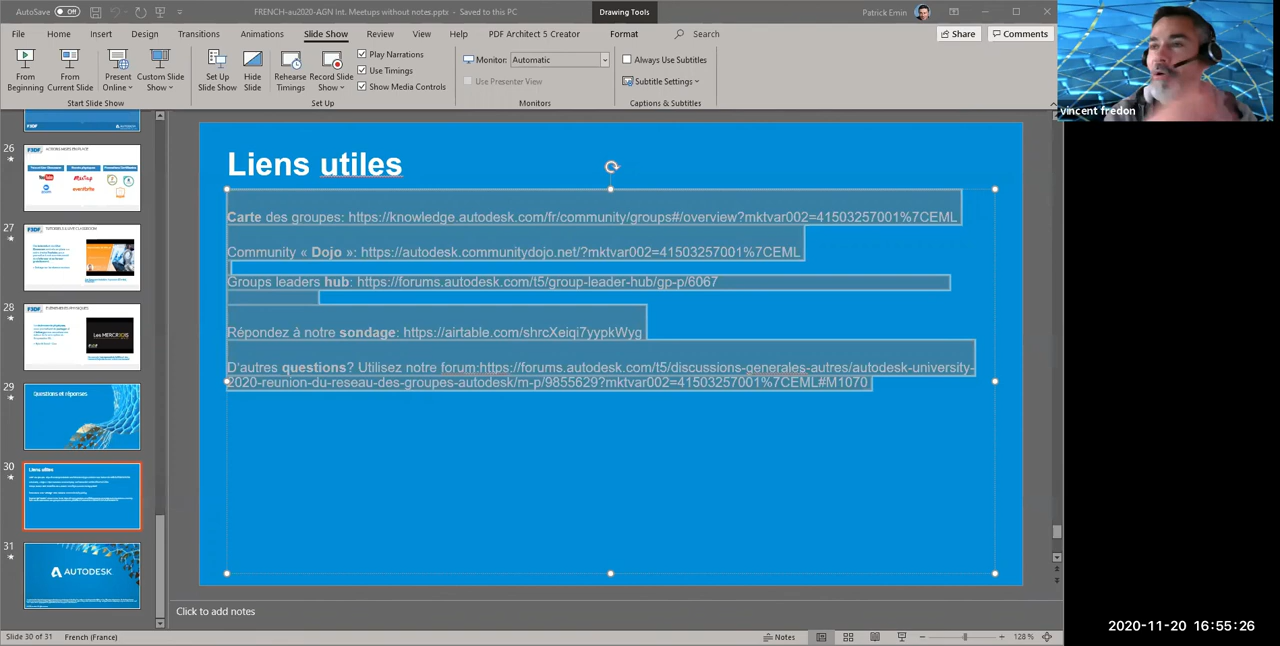 AutoSave Off FRENCH-au2020-AGN Int. Meetups without notes.pptx - Saved to this PC Drawing Tools Patrick Emin
File Home Insert Design Transitions Animations Slide Show Review View Help PDF Architect 5 Creator Format Search Share Comments
From Beginning
From Current Slide
Present Online
Custom Slide Show
Start Slide Show
Set Up Slide Show
Hide Slide
Rehearse Timings
Record Slide Show
Play Narrations
Use Timings
Show Media Controls
Set Up
Monitor: Automatic
Use Presenter View
Monitors
Always Use Subtitles
Subtitle Settings
Captions & Subtitles
vincent fredon
26
27
28
29
Questions et réponses
30
Liens utiles
31
AUTODESK
Liens utiles
Carte des groupes: https://knowledge.autodesk.com/fr/community/groups#/overview?mktvar002=41503257001%7CEML
Community « Dojo »: https://autodesk.communitydojo.net/?mktvar002=41503257001%7CEML
Groups leaders hub: https://forums.autodesk.com/t5/group-leader-hub/gp-p/6067
Répondez à notre sondage: https://airtable.com/shrcXeiqi7yypkWyg
D'autres questions? Utilisez notre forum:https://forums.autodesk.com/t5/discussions-generales-autres/autodesk-university-
2020-reunion-du-reseau-des-groupes-autodesk/m-p/9855629?mktvar002=41503257001%7CEML#M1070
Click to add notes
Slide 30 of 31 French (France) Notes 128 %
2020-11-20 16:55:26